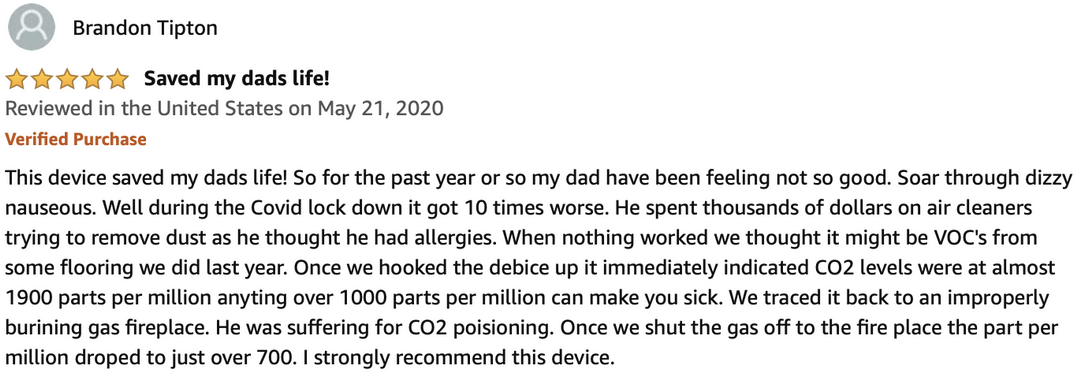 Brandon Tipton
Saved my dads life!
Reviewed in the United States on May 21, 2020
Verified Purchase
This device saved my dads life! So for the past year or so my dad have been feeling not so good. Soar through dizzy
nauseous. Well during the Covid lock down it got 10 times worse. He spent thousands of dollars on air cleaners
trying to remove dust as he thought he had allergies. When nothing worked we thought it might be VOC's from
some flooring we did last year. Once we hooked the debice up it immediately indicated CO2 levels were at almost
1900 parts per million anyting over 1000 parts per million can make you sick. We traced it back to an improperly
burining gas fireplace. He was suffering for CO2 poisioning. Once we shut the gas off to the fire place the part per
million droped to just over 700. I strongly recommend this device.